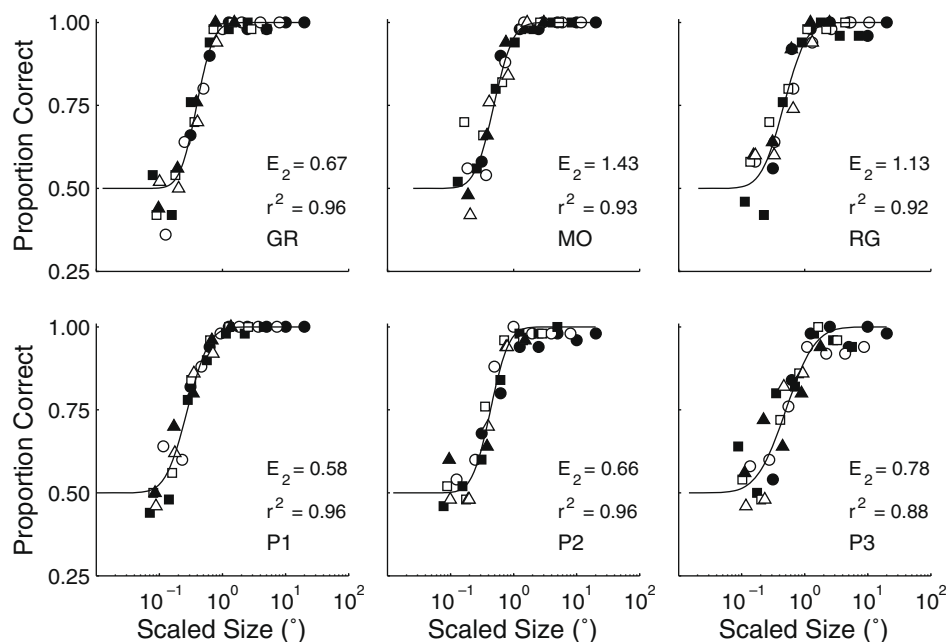 1.00
0.75
0.50
0.25
Proportion Correct
E2 = 0.67
r2 = 0.96
GR
E2 = 1.43
r2 = 0.93
MO
E2 = 1.13
r2 = 0.92
RG
1.00
0.75
0.50
0.25
Proportion Correct
E2 = 0.58
r2 = 0.96
P1
E2 = 0.66
r2 = 0.96
P2
E2 = 0.78
r2 = 0.88
P3
10−1 100 101 102
10−1 100 101 102
10−1 100 101 102
Scaled Size (°)
Scaled Size (°)
Scaled Size (°)